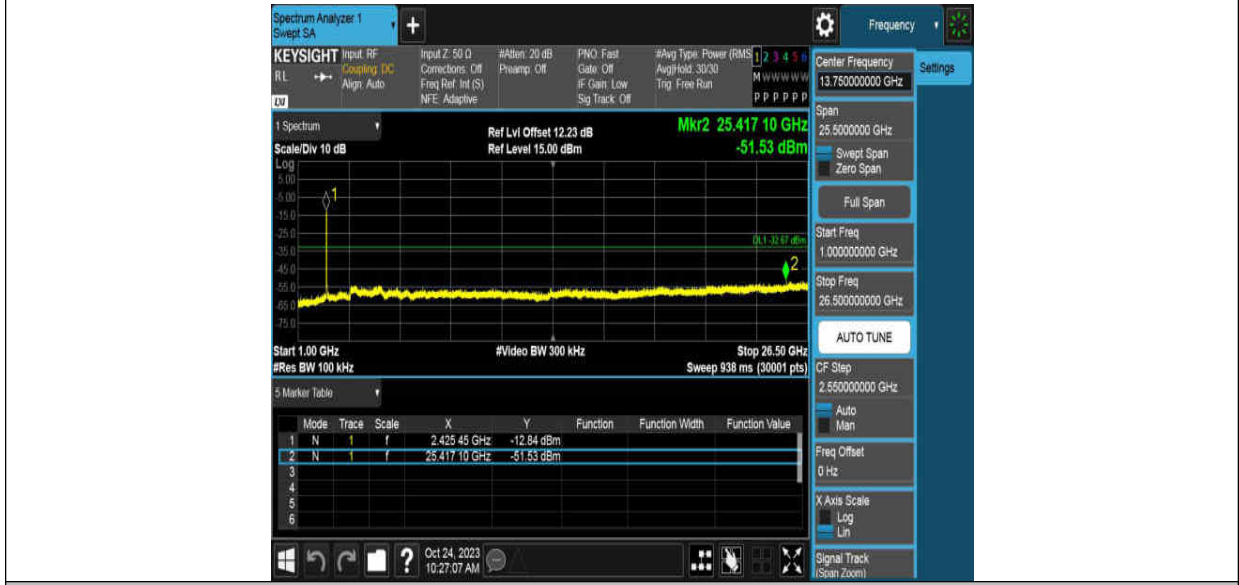 Spectrum Analyzer 1
Swept SA
+
Frequency
KEYSIGHT Input: RF Input Z: 50 Ω #Atten: 20 dB PNO: Fast #Avg Type: Power (RMS 1 2 3 4 5 6
RL Coupling: DC Corrections: Off Preamp: Off Gate: Off Avg|Hold: 30/30 M W W W W W
Align: Auto Freq Ref: Int (S) IF Gain: Low Trig: Free Run
LXI NFE: Adaptive Sig Track: Off P P P P P P
1 Spectrum
Ref Lvl Offset 12.23 dB Mkr2 25.417 10 GHz
Scale/Div 10 dB Ref Level 15.00 dBm -51.53 dBm
Log
5.00
-5.00
1
-15.0
-25.0
DL1 -32.67 dBm
-35.0
-45.0
2
-55.0
-65.0
-75.0
Start 1.00 GHz #Video BW 300 kHz Stop 26.50 GHz
#Res BW 100 kHz Sweep 938 ms (30001 pts)
5 Marker Table
Mode Trace Scale X Y Function Function Width Function Value
1 N 1 f 2.425 45 GHz -12.84 dBm
2 N 1 f 25.417 10 GHz -51.53 dBm
3
4
5
6
?
Oct 24, 2023
10:27:07 AM
Center Frequency
13.750000000 GHz
Settings
Span
25.5000000 GHz
Swept Span
Zero Span
Full Span
Start Freq
1.000000000 GHz
Stop Freq
26.500000000 GHz
AUTO TUNE
CF Step
2.550000000 GHz
Auto
Man
Freq Offset
0 Hz
X Axis Scale
Log
Lin
Signal Track
(Span Zoom)